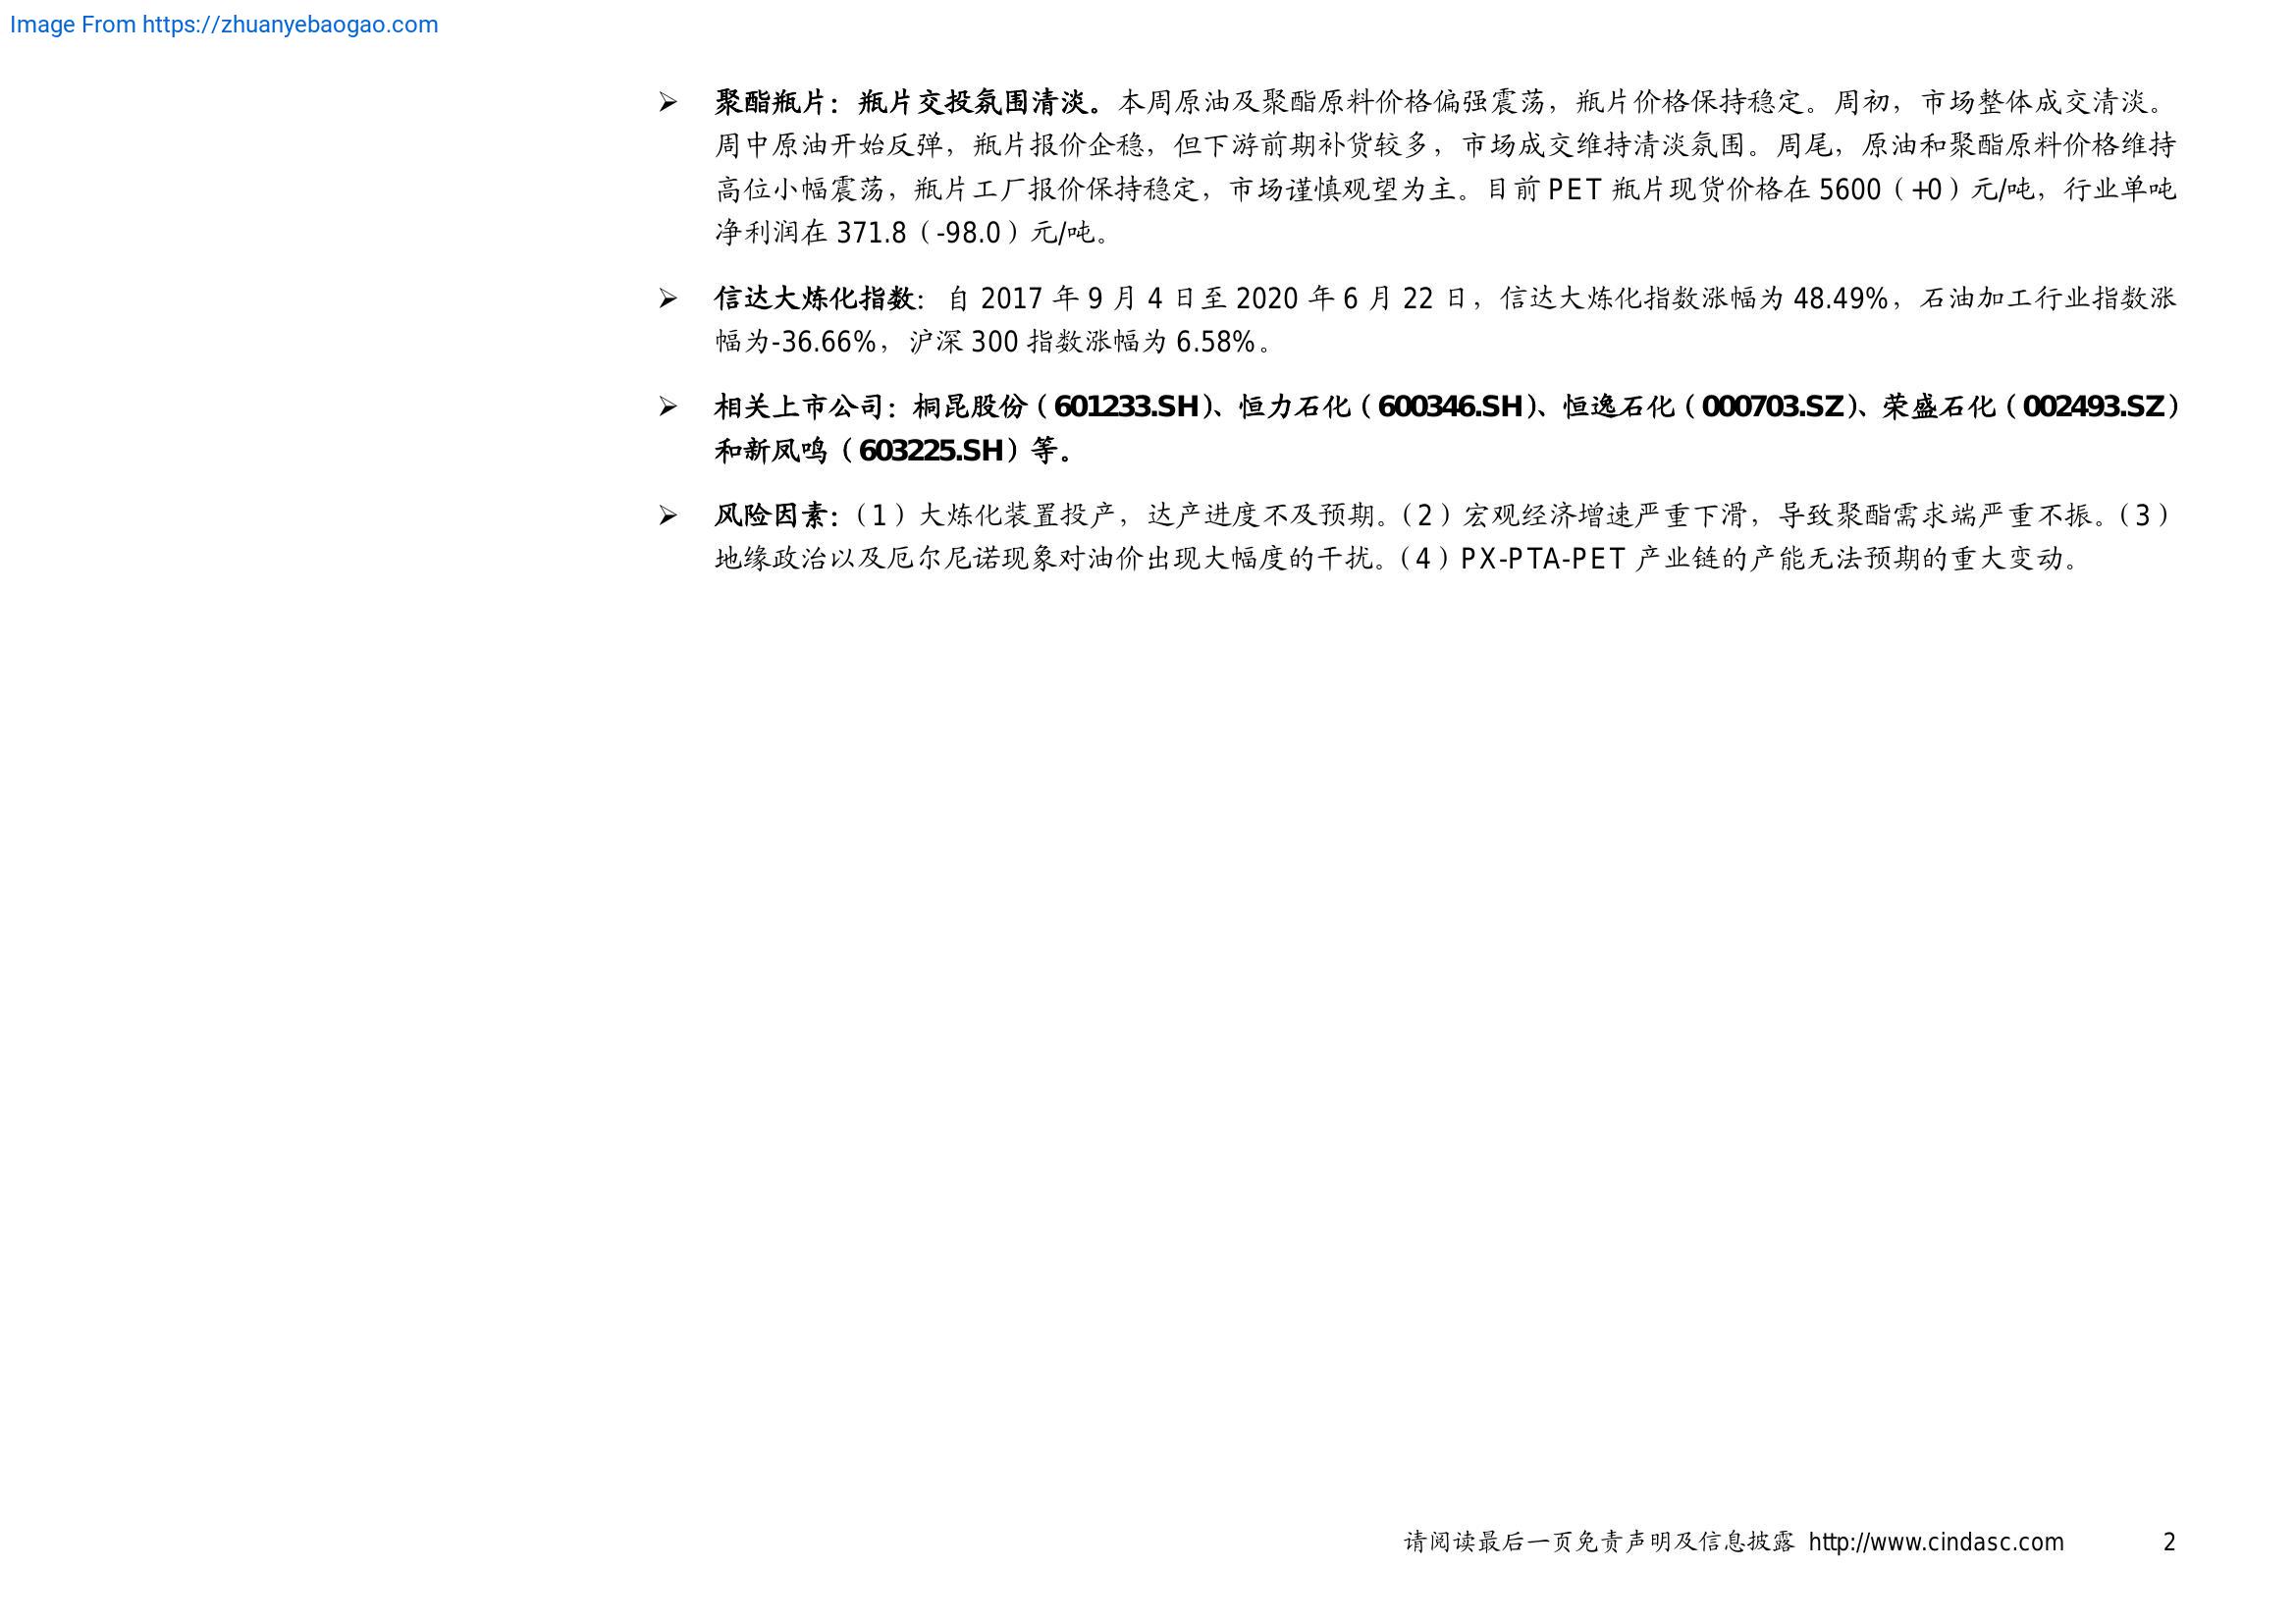 Image From https://zhuanyebaogao.com
➢ 聚酯瓶片：瓶片交投氛围清淡。本周原油及聚酯原料价格偏强震荡，瓶片价格保持稳定。周初，市场整体成交清淡。
周中原油开始反弹，瓶片报价企稳，但下游前期补货较多，市场成交维持清淡氛围。周尾，原油和聚酯原料价格维持
高位小幅震荡，瓶片工厂报价保持稳定，市场谨慎观望为主。目前 PET 瓶片现货价格在 5600（+0）元/吨，行业单吨
净利润在 371.8（-98.0）元/吨。
➢ 信达大炼化指数：自 2017 年 9 月 4 日至 2020 年 6 月 22 日，信达大炼化指数涨幅为 48.49%，石油加工行业指数涨
幅为-36.66%，沪深 300 指数涨幅为 6.58%。
➢ 相关上市公司：桐昆股份（601233.SH）、恒力石化（600346.SH）、恒逸石化（000703.SZ）、荣盛石化（002493.SZ）
和新凤鸣（603225.SH）等。
➢ 风险因素：（1）大炼化装置投产，达产进度不及预期。（2）宏观经济增速严重下滑，导致聚酯需求端严重不振。（3）
地缘政治以及厄尔尼诺现象对油价出现大幅度的干扰。（4）PX-PTA-PET 产业链的产能无法预期的重大变动。
请阅读最后一页免责声明及信息披露 http://www.cindasc.com 2